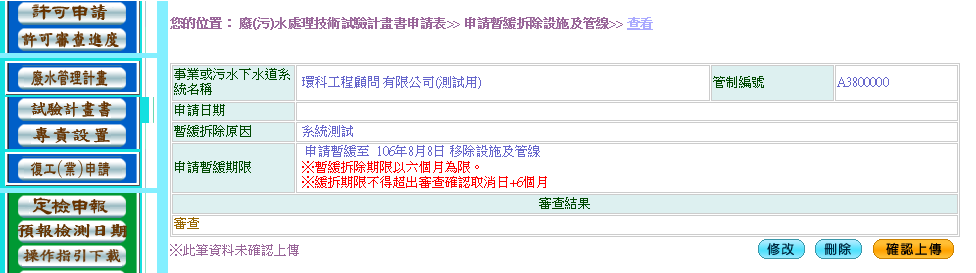 許可申請
許可審查進度
廢水管理計畫
試驗計畫書
專責設置
復工(業)申請
定檢申報
預報檢測日期
操作指引下載
您的位置： 廢(污)水處理技術試驗計畫書申請表>> 申請暫緩拆除設施及管線>> 查看
事業或污水下水道系統名稱 環科工程顧問有限公司(測試用) 管制編號 A3800000
申請日期
暫緩拆除原因 系統測試
申請暫緩期限 申請暫緩至 106年8月8日 移除設施及管線
※暫緩拆除期限以六個月為限。
※緩拆期限不得超出審查確認取消日+6個月
審查結果
審查
※此筆資料未確認上傳 修改 刪除 確認上傳